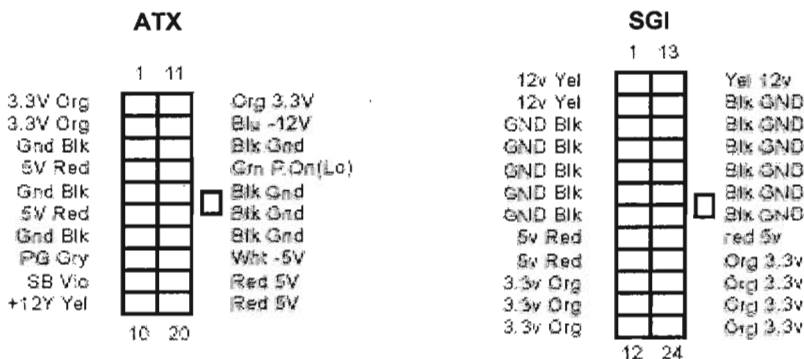 ATX
1 11
3.3V Org Org 3.3V
3.3V Org Blu -12V
Gnd Blk Blk Gnd
5V Red Grn P.On(Lo)
Gnd Blk Blk Gnd
5V Red Blk Gnd
Gnd Blk Blk Gnd
PG Gry Wht -5V
SB Vio Red 5V
+12Y Yel Red 5V
10 20
SGI
1 13
12v Yel Yel 12v
12v Yel Blk GND
GND Blk Blk GND
GND Blk Blk GND
GND Blk Blk GND
GND Blk Blk GND
GND Blk Blk GND
5v Red red 5v
5v Red Org 3.3v
3.3v Org Org 3.3v
3.3v Org Org 3.3v
3.3v Org Org 3.3v
12 24